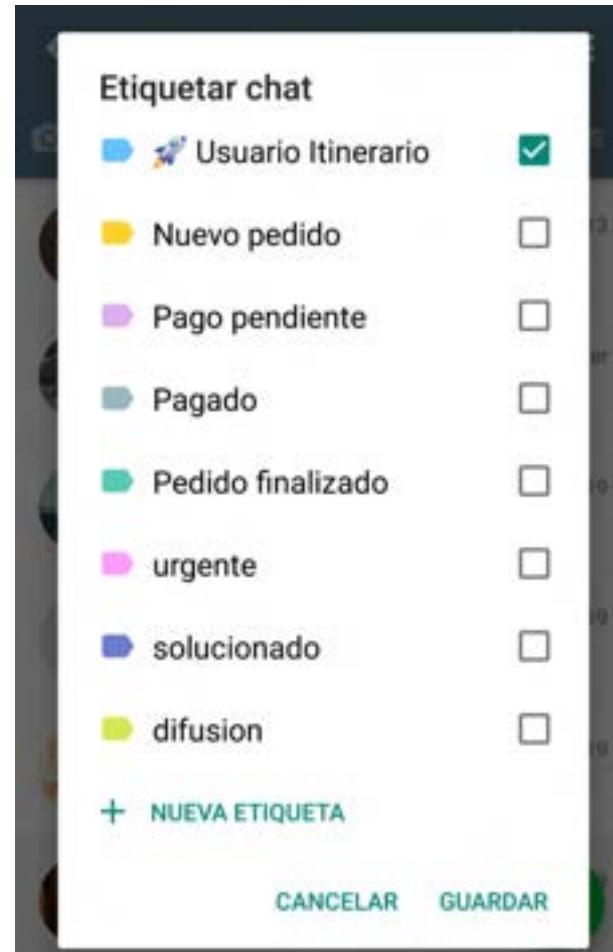 Etiquetar chat
🚀 Usuario Itinerario
Nuevo pedido
Pago pendiente
Pagado
Pedido finalizado
urgente
solucionado
difusion
+ NUEVA ETIQUETA
CANCELAR GUARDAR